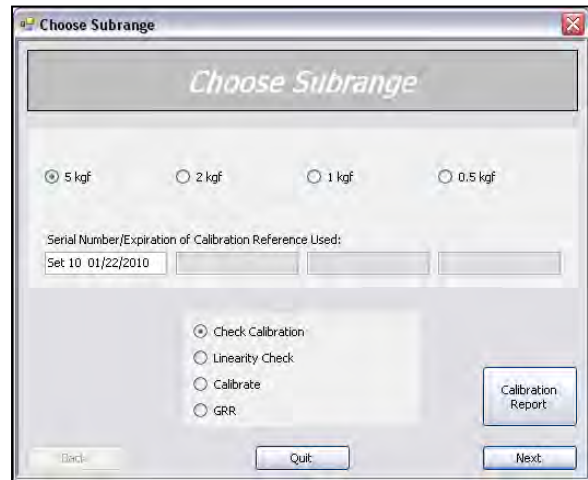 Choose Subrange
Choose Subrange
5 kgf 2 kgf 1 kgf 0.5 kgf
Serial Number/Expiration of Calibration Reference Used:
Set 10 01/22/2010
Check Calibration
Linearity Check
Calibrate
GRR
Calibration
Report
Back Quit Next